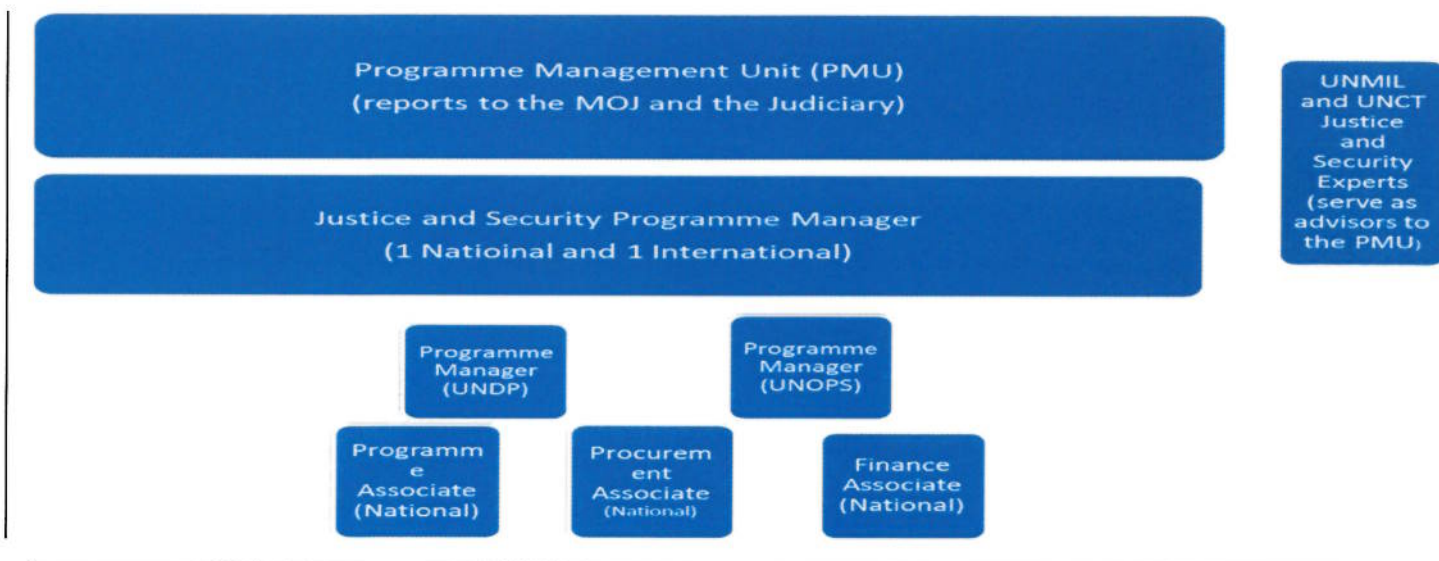 Programme Management Unit (PMU)
(reports to the MOJ and the Judiciary)
UNMIL
and UNCT
Justice
and
Security
Experts
(serve as
advisors to
the PMU)
Justice and Security Programme Manager
(1 Natioinal and 1 International)
Programme
Manager
(UNDP)
Programme
Manager
(UNOPS)
Programm
e
Associate
(National)
Procurem
ent
Associate
(National)
Finance
Associate
(National)